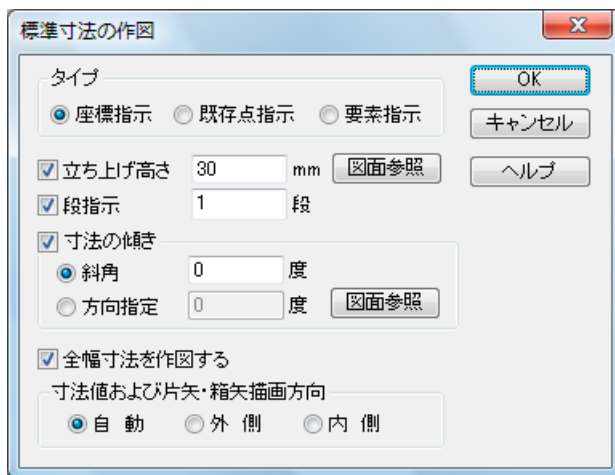 標準寸法の作図
タイプ
座標指示 既存点指示 要素指示
OK
キャンセル
ヘルプ
立ち上げ高さ 30 mm 図面参照
段指示 1 段
寸法の傾き
斜角 0 度
方向指定 0 度 図面参照
全幅寸法を作図する
寸法値および片矢・箱矢描画方向
自 動 外 側 内 側